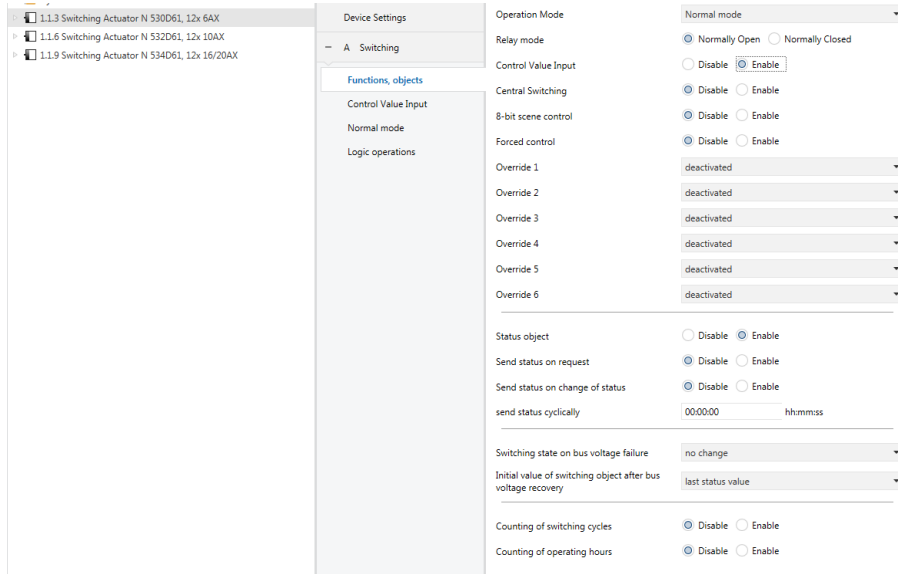 1.1.3 Switching Actuator N 530D61, 12x 6AX
1.1.6 Switching Actuator N 532D61, 12x 10AX
1.1.9 Switching Actuator N 534D61, 12x 16/20AX
Device Settings
A Switching
Functions, objects
Control Value Input
Normal mode
Logic operations
Operation Mode Normal mode
Relay mode Normally Open Normally Closed
Control Value Input Disable Enable
Central Switching Disable Enable
8-bit scene control Disable Enable
Forced control Disable Enable
Override 1 deactivated
Override 2 deactivated
Override 3 deactivated
Override 4 deactivated
Override 5 deactivated
Override 6 deactivated
Status object Disable Enable
Send status on request Disable Enable
Send status on change of status Disable Enable
send status cyclically 00:00:00 hh:mm:ss
Switching state on bus voltage failure no change
Initial value of switching object after bus
voltage recovery last status value
Counting of switching cycles Disable Enable
Counting of operating hours Disable Enable